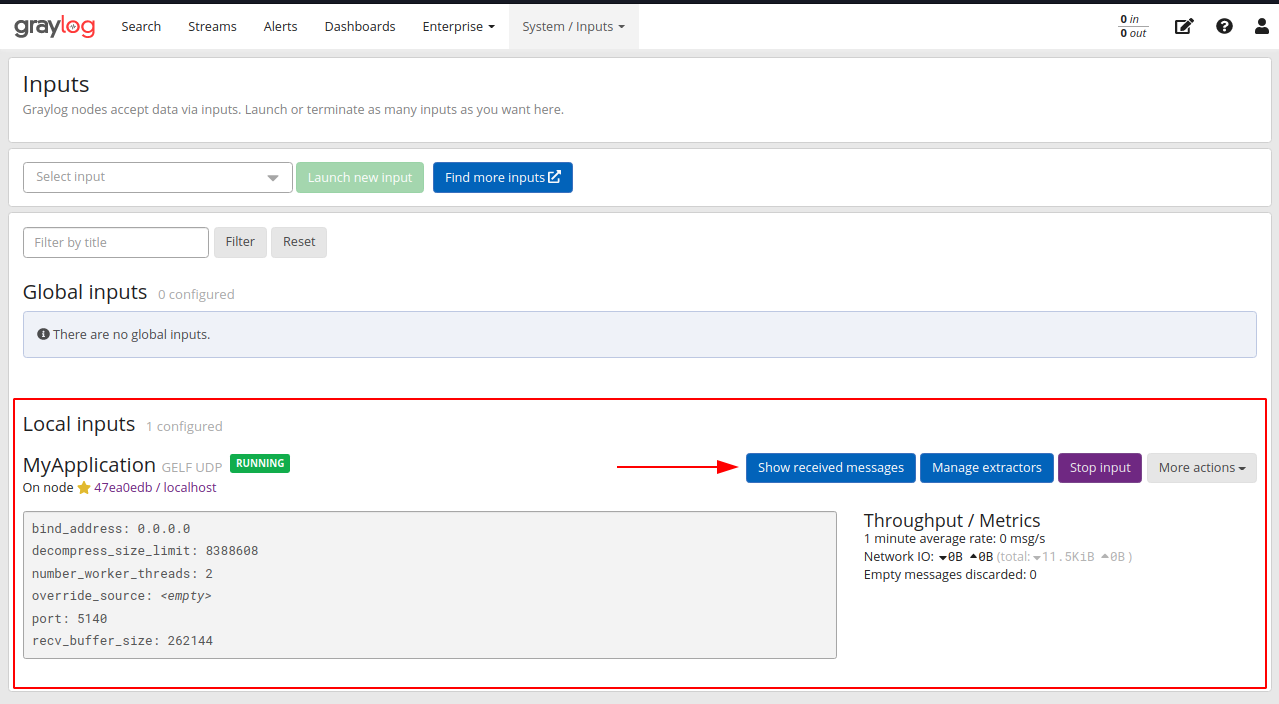 graylog Search Streams Alerts Dashboards Enterprise System / Inputs 0 in
0 out
Inputs
Graylog nodes accept data via inputs. Launch or terminate as many inputs as you want here.
Select input Launch new input Find more inputs
Filter by title Filter Reset
Global inputs 0 configured
There are no global inputs.
Local inputs 1 configured
MyApplication GELF UDP RUNNING Show received messages Manage extractors Stop input More actions
On node 47ea0edb / localhost
bind_address: 0.0.0.0
decompress_size_limit: 8388608
number_worker_threads: 2
override_source: <empty>
port: 5140
recv_buffer_size: 262144
Throughput / Metrics
1 minute average rate: 0 msg/s
Network IO: 0B 0B (total: 11.5KiB 0B )
Empty messages discarded: 0